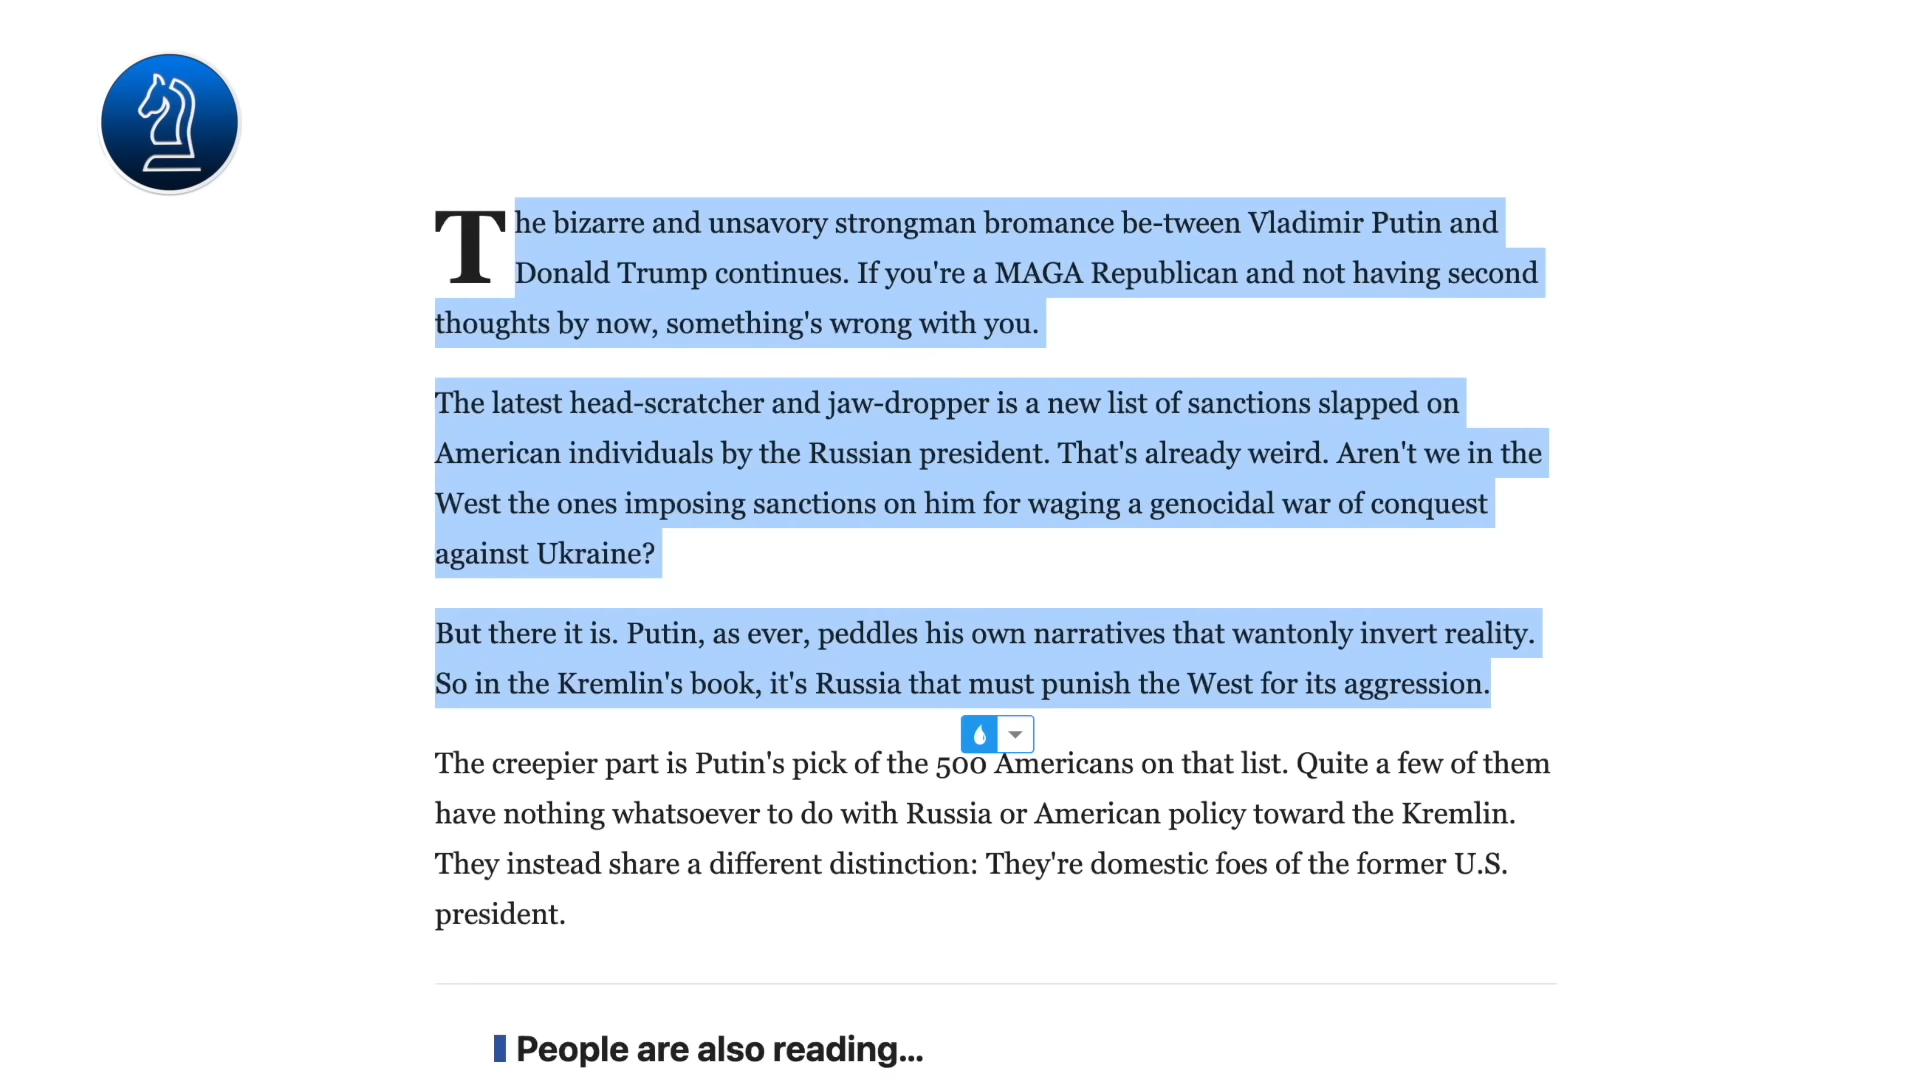 The bizarre and unsavory strongman bromance be-tween Vladimir Putin and
Donald Trump continues. If you're a MAGA Republican and not having second
thoughts by now, something's wrong with you.
The latest head-scratcher and jaw-dropper is a new list of sanctions slapped on
American individuals by the Russian president. That's already weird. Aren't we in the
West the ones imposing sanctions on him for waging a genocidal war of conquest
against Ukraine?
But there it is. Putin, as ever, peddles his own narratives that wantonly invert reality.
So in the Kremlin's book, it's Russia that must punish the West for its aggression.
The creepier part is Putin's pick of the 500 Americans on that list. Quite a few of them
have nothing whatsoever to do with Russia or American policy toward the Kremlin.
They instead share a different distinction: They're domestic foes of the former U.S.
president.
People are also reading...